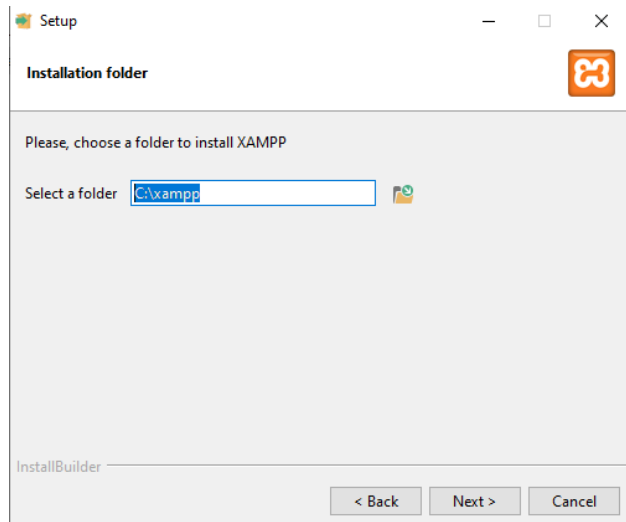 Setup
Installation folder
Please, choose a folder to install XAMPP
Select a folder C:\xampp
InstallBuilder
< Back Next > Cancel